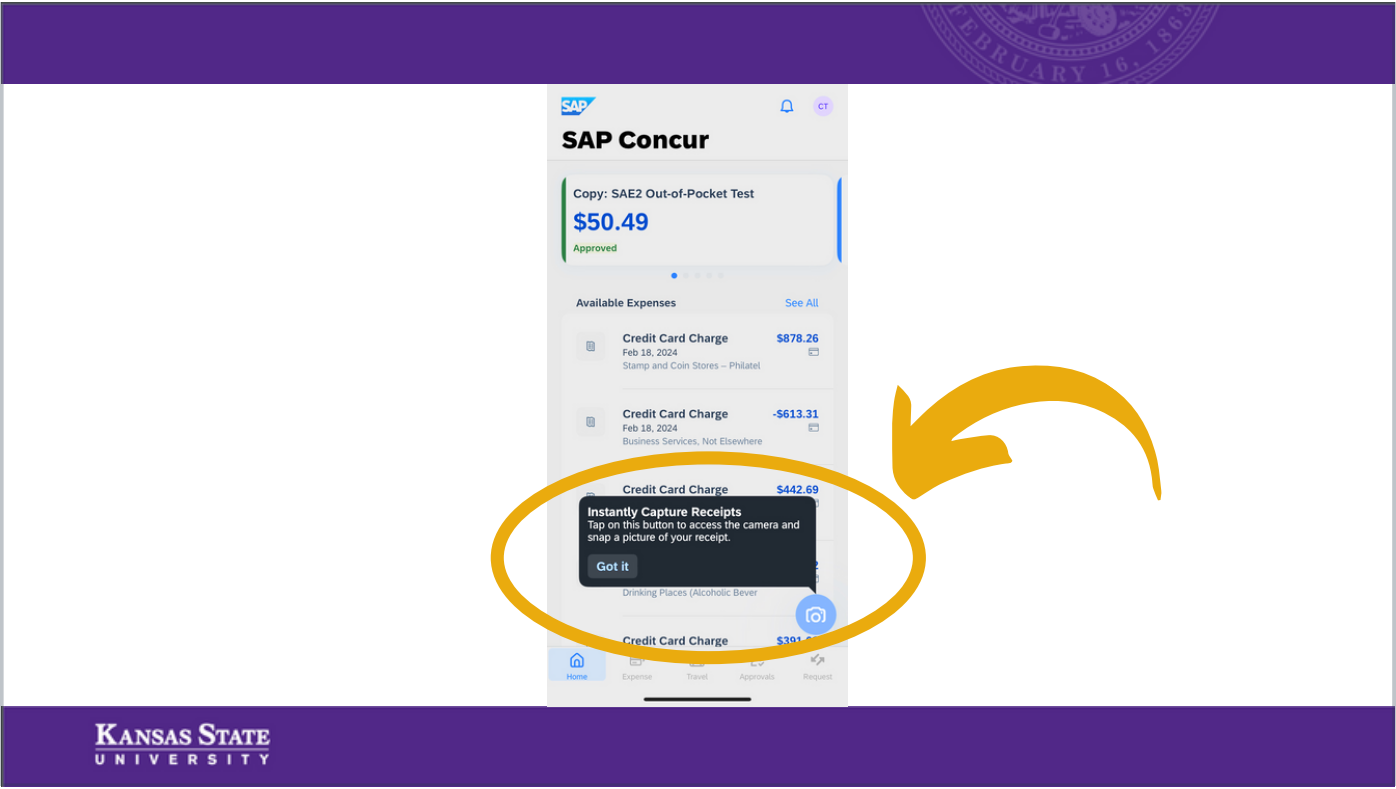 FEBRUARY 16, 1863
SAP
CT
SAP Concur
Copy: SAE2 Out-of-Pocket Test
$50.49
Approved
Available Expenses
See All
Credit Card Charge
$878.26
Feb 18, 2024
Stamp and Coin Stores – Philatel
Credit Card Charge
-$613.31
Feb 18, 2024
Business Services, Not Elsewhere
Credit Card Charge
$442.69
Instantly Capture Receipts
Tap on this button to access the camera and
snap a picture of your receipt.
Got it
Drinking Places (Alcoholic Bever
Credit Card Charge
Home
Expense
Travel
Approvals
Request
KANSAS STATE
UNIVERSITY